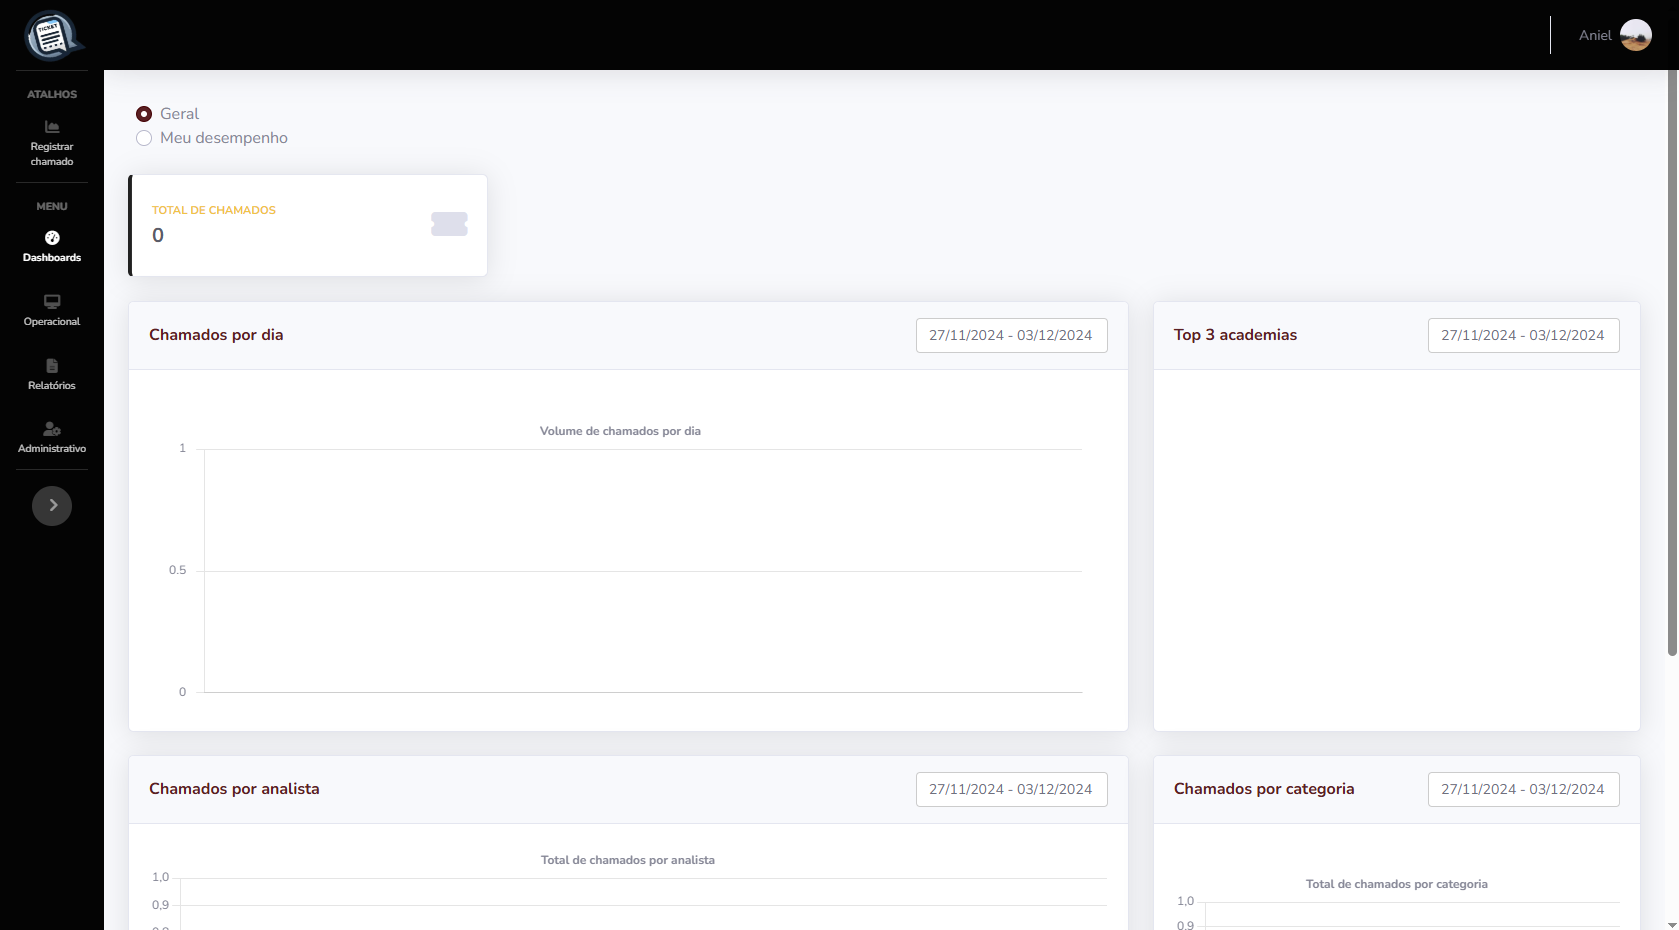 TICKET
Aniel
ATALHOS
Registrar
chamado
MENU
Dashboards
Operacional
Relatórios
Administrativo
Geral
Meu desempenho
TOTAL DE CHAMADOS
0
Chamados por dia
27/11/2024 - 03/12/2024
Volume de chamados por dia
1
0.5
0
Top 3 academias
27/11/2024 - 03/12/2024
Chamados por analista
27/11/2024 - 03/12/2024
Total de chamados por analista
1,0
0,9
Chamados por categoria
27/11/2024 - 03/12/2024
Total de chamados por categoria
1,0
0,9